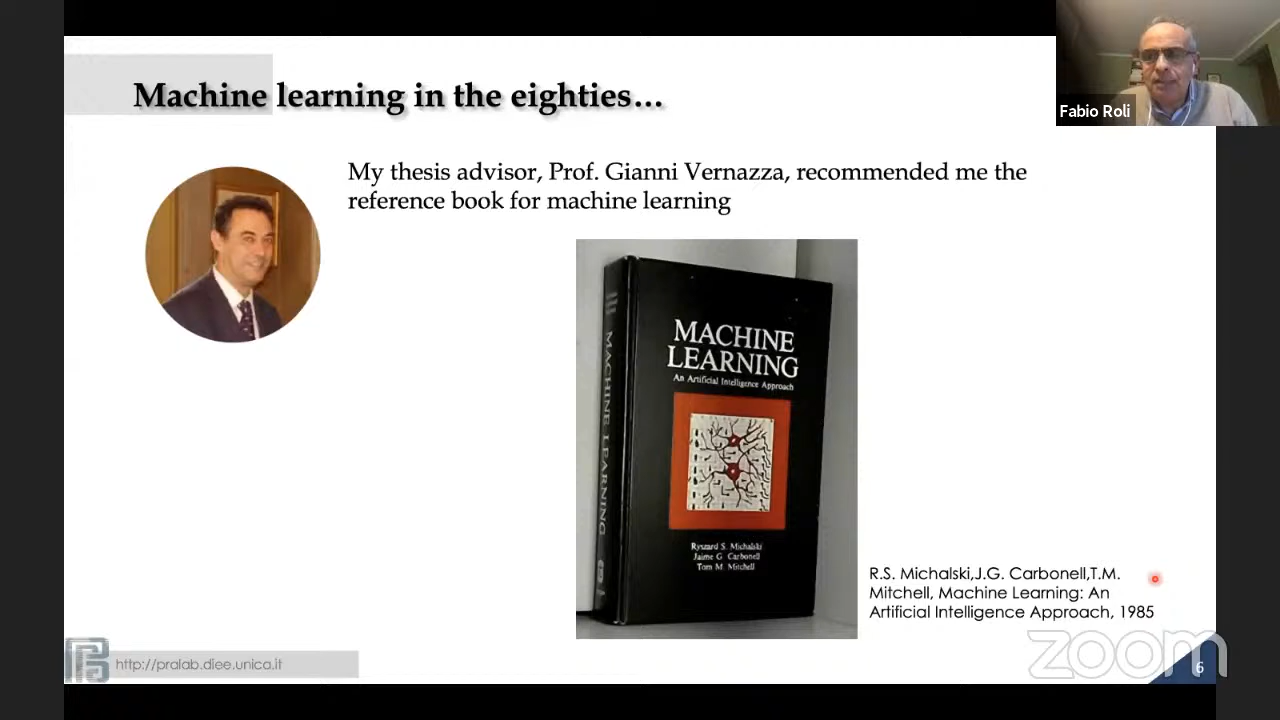 Machine learning in the eighties...
Fabio Roli
My thesis advisor, Prof. Gianni Vernazza, recommended me the
reference book for machine learning
MACHINE LEARNING
MACHINE
LEARNING
An Artificial Intelligence Approach
Ryszard S. Michalski
Jaime G. Carbonell
Tom M. Mitchell
R.S. Michalski,J.G. Carbonell,T.M.
Mitchell, Machine Learning: An
Artificial Intelligence Approach, 1985
http://pralab.diee.unica.it
zoom
6